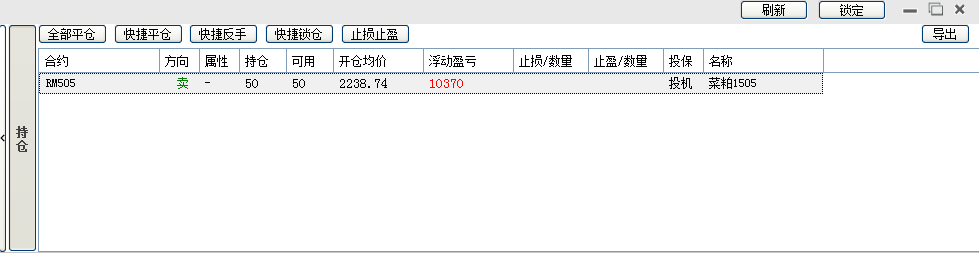 刷新 锁定
全部平仓 快捷平仓 快捷反手 快捷锁仓 止损止盈 导出
合约 方向 属性 持仓 可用 开仓均价 浮动盈亏 止损/数量 止盈/数量 投保 名称
RM505 卖 - 50 50 2238.74 10370 投机 菜粕1505
持仓